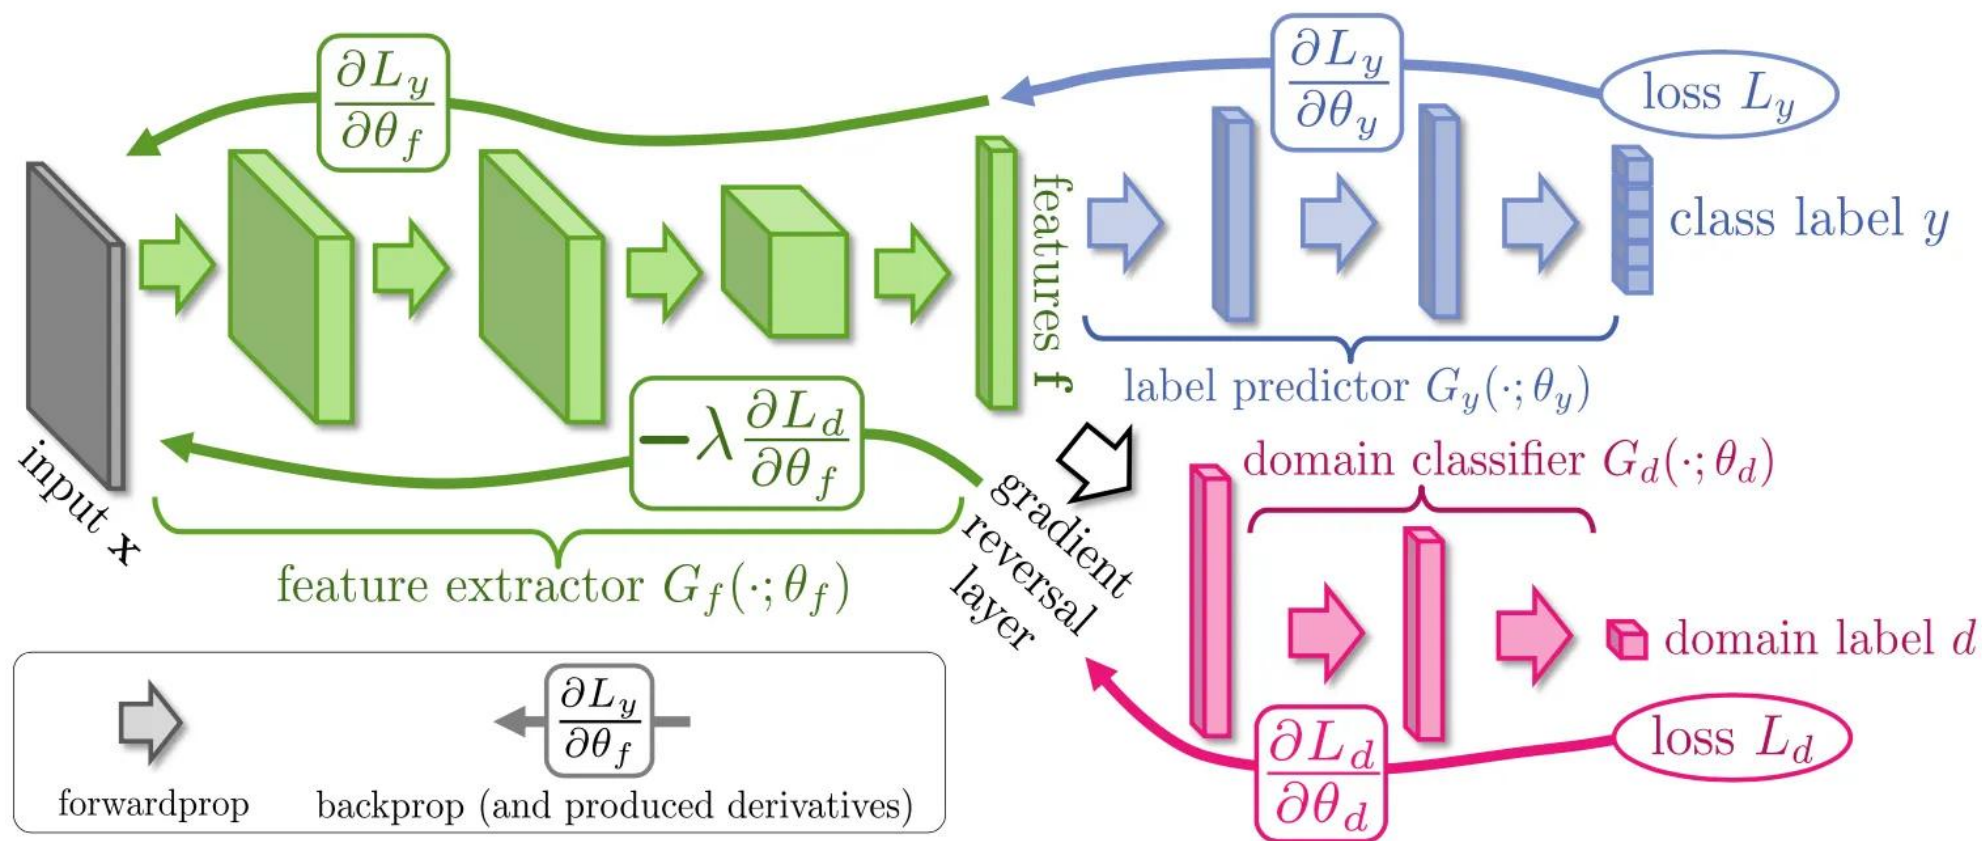 ∂L_y
∂θ_f
∂L_y
∂θ_y
loss L_y
features f
class label y
label predictor G_y(·; θ_y)
−λ ∂L_d
∂θ_f
input x
gradient
reversal
layer
domain classifier G_d(·; θ_d)
feature extractor G_f(·; θ_f)
domain label d
loss L_d
∂L_d
∂θ_d
∂L_y
∂θ_f
forwardprop
backprop (and produced derivatives)